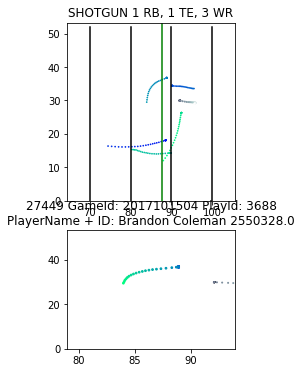 SHOTGUN 1 RB, 1 TE, 3 WR
50
40
30
20
10
0
70 80 90 100
27449 GameId: 2017101504 PlayId: 3688
PlayerName + ID: Brandon Coleman 2550328.0
40
20
0
80 85 90